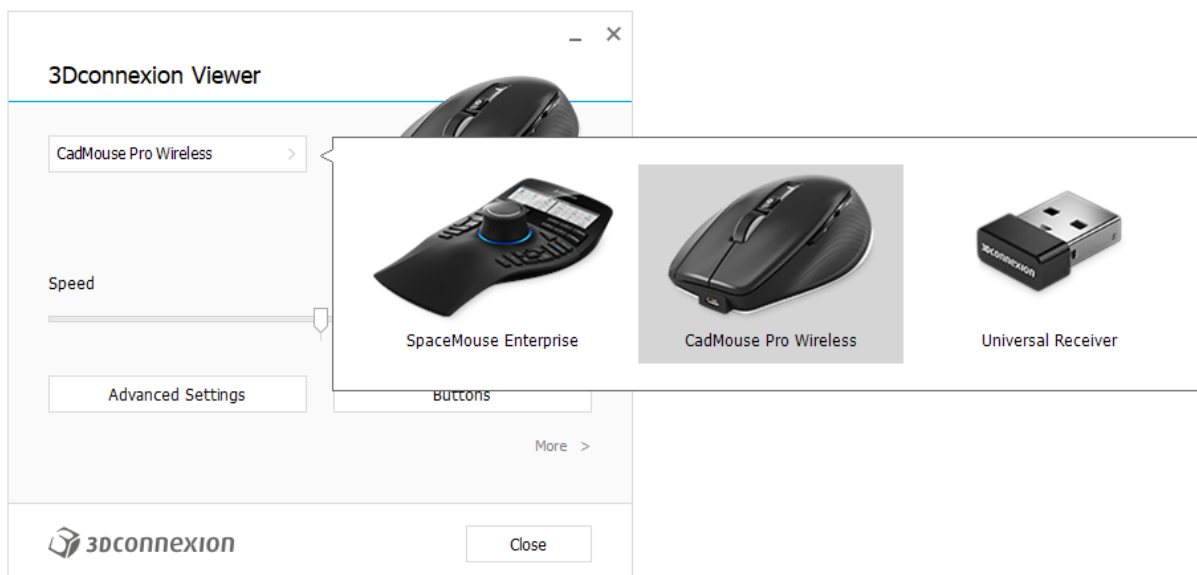 3Dconnexion Viewer
CadMouse Pro Wireless
3Dconnexion
SpaceMouse Enterprise
CadMouse Pro Wireless
Universal Receiver
Speed
Advanced Settings
Buttons
More >
3Dconnexion
Close